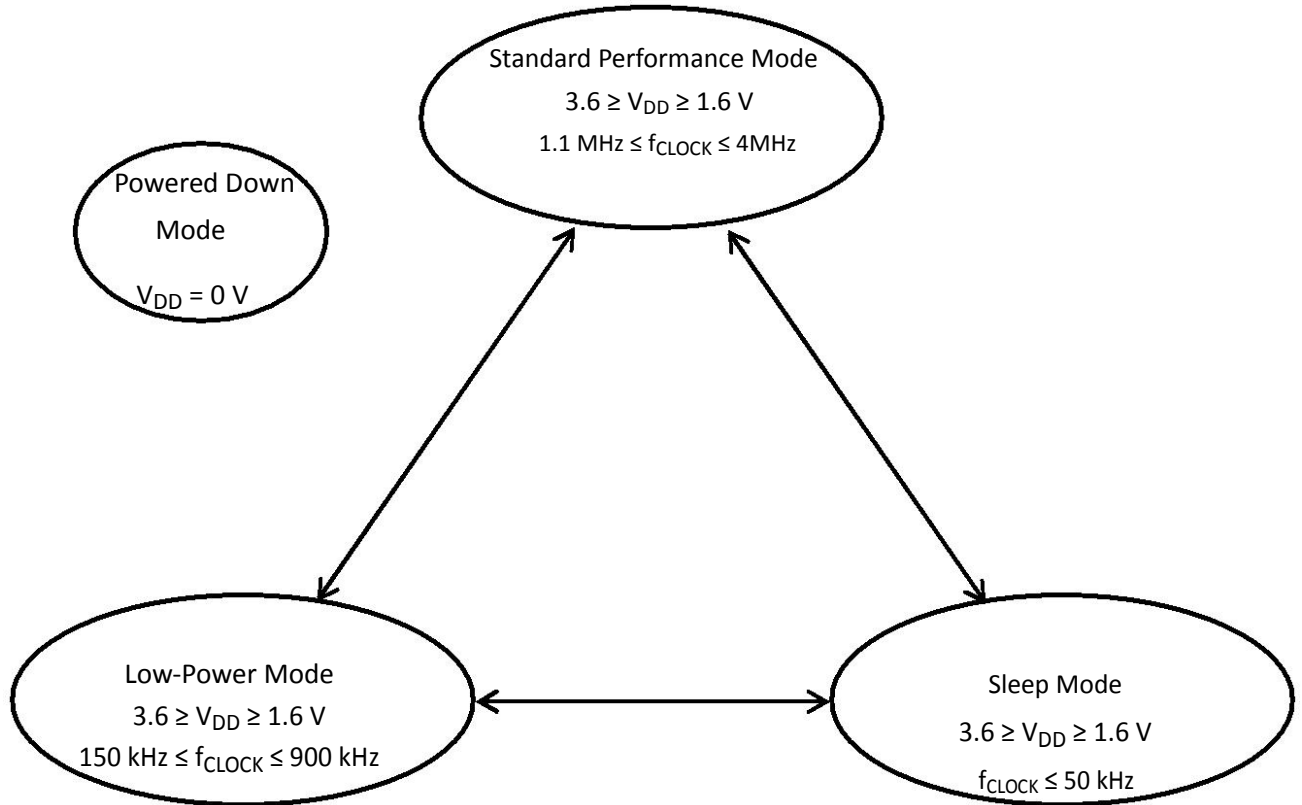 Standard Performance Mode
3.6 ≥ VDD ≥ 1.6 V
1.1 MHz ≤ fCLOCK ≤ 4MHz
Powered Down
Mode
VDD = 0 V
Low-Power Mode
3.6 ≥ VDD ≥ 1.6 V
150 kHz ≤ fCLOCK ≤ 900 kHz
Sleep Mode
3.6 ≥ VDD ≥ 1.6 V
fCLOCK ≤ 50 kHz